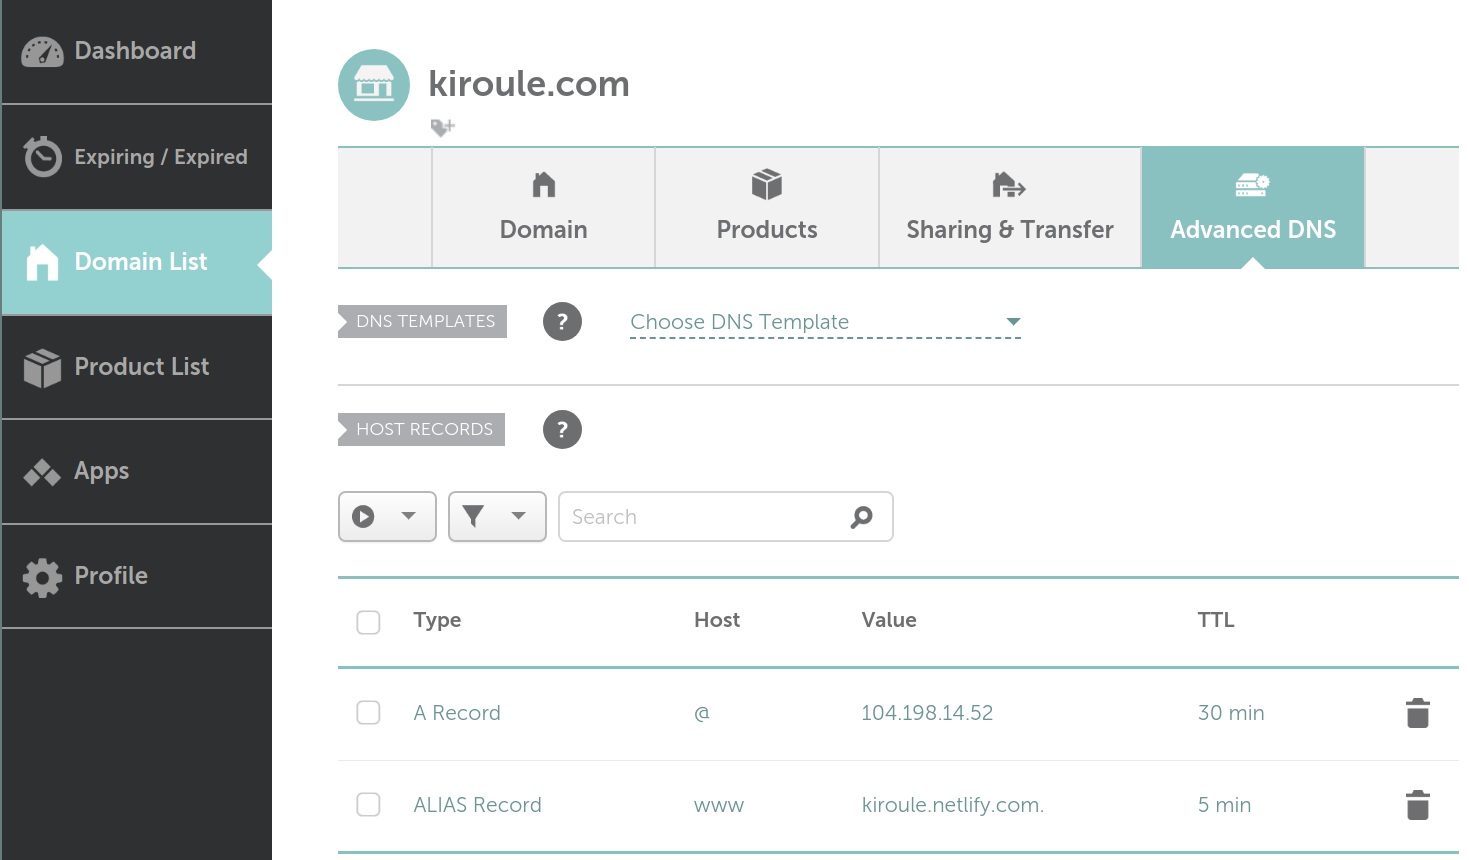 Dashboard
Expiring / Expired
Domain List
Product List
Apps
Profile
kiroule.com
Domain
Products
Sharing & Transfer
Advanced DNS
DNS TEMPLATES
?
Choose DNS Template
HOST RECORDS
?
Search
Type Host Value TTL
A Record @ 104.198.14.52 30 min
ALIAS Record www kiroule.netlify.com. 5 min